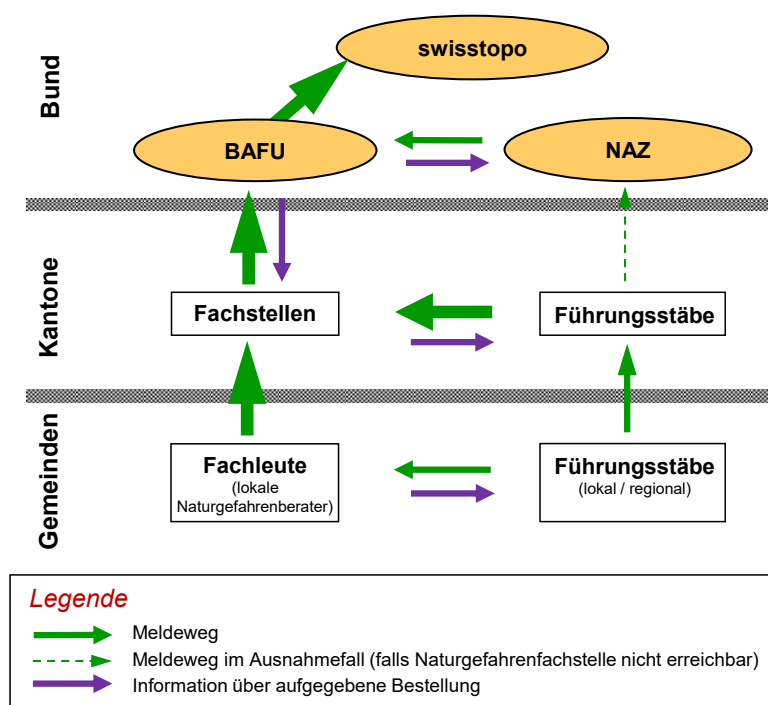 swisstopo
Bund
BAFU
NAZ
Kantone
Fachstellen
Führungsstäbe
Gemeinden
Fachleute
(lokale
Naturgefahrenberater)
Führungsstäbe
(lokal / regional)
Legende
Meldeweg
Meldeweg im Ausnahmefall (falls Naturgefahrenfachstelle nicht erreichbar)
Information über aufgegebene Bestellung